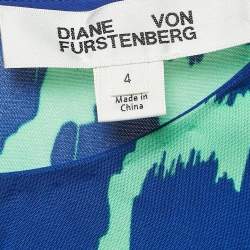 DIANE VON
FURSTENBERG
4
Made in
China